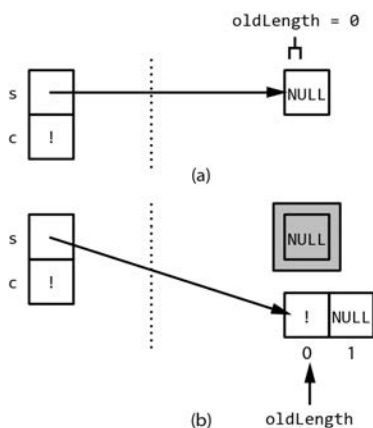 oldLength = 0
s
NULL
c !
(a)
s
NULL
c !
! NULL
0 1
oldLength
(b)